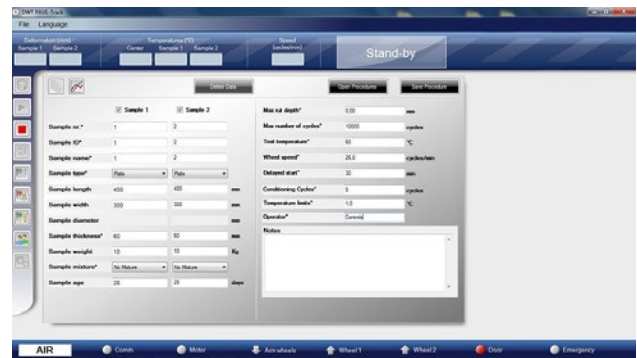 DWT PAVE-Track
File Language
Deformation (mm) Temperatures (°C) Speed
Sample 1 Sample 2 Center Sample 1 Sample 2 (cycles/min)
Stand-by
Delete Data Open Procedures Save Procedure
Sample 1 Sample 2
Max rut depth* 0.00 mm
Sample nr.* 1 2
Max number of cycles* 10000 cycles
Sample ID* 1 2
Test temperature* 60 °C
Sample name* 1 2
Wheel speed* 26.0 cycles/min
Sample type* Plate Plate
Delayed start* 30 min
Sample length 400 400 mm
Conditioning Cycles* 5 cycles
Sample width 300 300 mm
Temperature limits* 1.0 °C
Sample diameter mm
Operator* Controls
Sample thickness* 60 60 mm
Notes
Sample weight 10 10 Kg
Sample mixture* No Mixture No Mixture
Sample age 28 28 days
AIR Comm. Motor Arm wheels Wheel 1 Wheel 2 Door Emergency